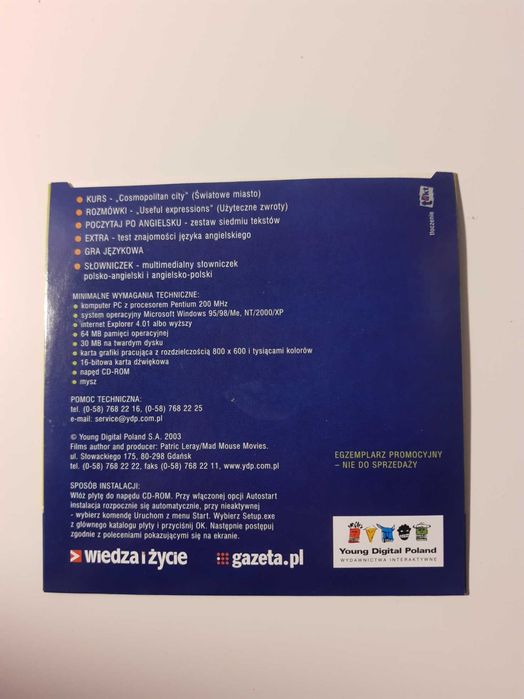 KURS - „Cosmopolitan city" (Światowe miasto)
ROZMÓWKI - „Useful expressions" (Użyteczne zwroty)
POCZYTAJ PO ANGIELSKU - zestaw siedmiu tekstów
EXTRA - test znajomości języka angielskiego
GRA JĘZYKOWA
SŁOWNICZEK - multimedialny słowniczek
polsko-angielski i angielsko-polski
tłoczenie
takt
MINIMALNE WYMAGANIA TECHNICZNE:
komputer PC z procesorem Pentium 200 MHz
system operacyjny Microsoft Windows 95/98/Me, NT/2000/XP
internet Explorer 4.01 albo wyższy
64 MB pamięci operacyjnej
30 MB na twardym dysku
karta grafiki pracująca z rozdzielczością 800 x 600 i tysiącami kolorów
16-bitowa karta dźwiękowa
napęd CD-ROM
mysz
POMOC TECHNICZNA:
tel. (0-58) 768 22 16, (0-58) 768 22 25
e-mail: service@ydp.com.pl
© Young Digital Poland S.A. 2003
Films author and producer: Patric Leray/Mad Mouse Movies.
ul. Słowackiego 175, 80-298 Gdańsk
tel. (0-58) 768 22 22, faks (0-58) 768 22 11, www.ydp.com.pl
EGZEMPLARZ PROMOCYJNY
– NIE DO SPRZEDAŻY
SPOSÓB INSTALACJI:
Włóż płytę do napędu CD-ROM. Przy włączonej opcji Autostart
instalacja rozpocznie się automatycznie, przy nieaktywnej
- wybierz komendę Uruchom z menu Start. Wybierz Setup.exe
z głównego katalogu płyty i przyciśnij OK. Następnie postępuj
zgodnie z poleceniami pokazującymi się na ekranie.
wiedza i życie
gazeta.pl
Young Digital Poland
WYDAWNICTWA INTERAKTYWNE